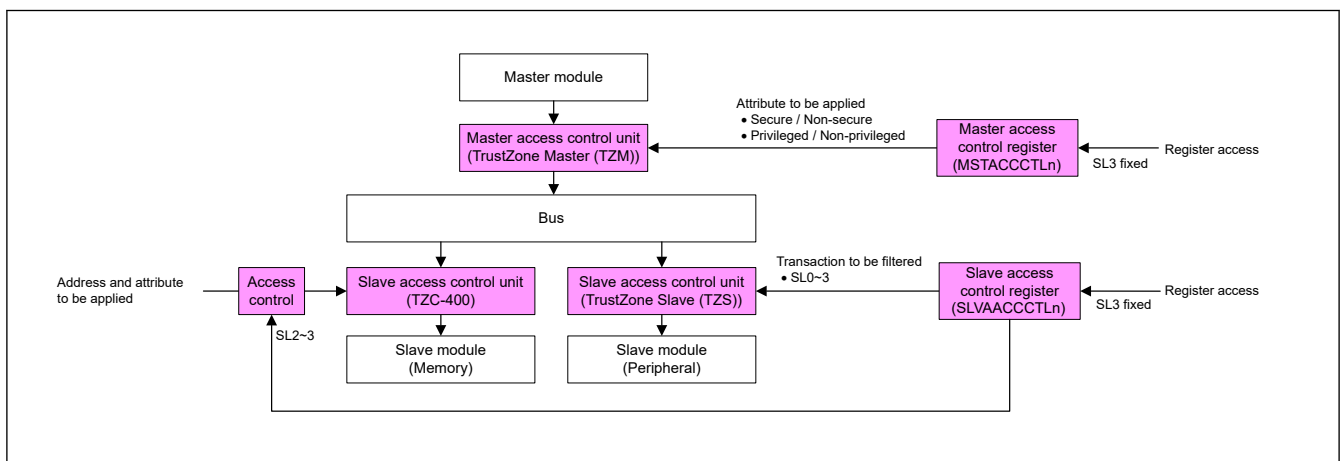 Master module
Attribute to be applied
• Secure / Non-secure
• Privileged / Non-privileged
Master access control unit
(TrustZone Master (TZM))
Master access
control register
(MSTACCCTLn)
SL3 fixed
Register access
Bus
Address and attribute
to be applied
Access
control
SL2~3
Slave access control unit
(TZC-400)
Slave access control unit
(TrustZone Slave (TZS))
Transaction to be filtered
• SL0~3
Slave access
control register
(SLVAACCCTLn)
SL3 fixed
Register access
Slave module
(Memory)
Slave module
(Peripheral)